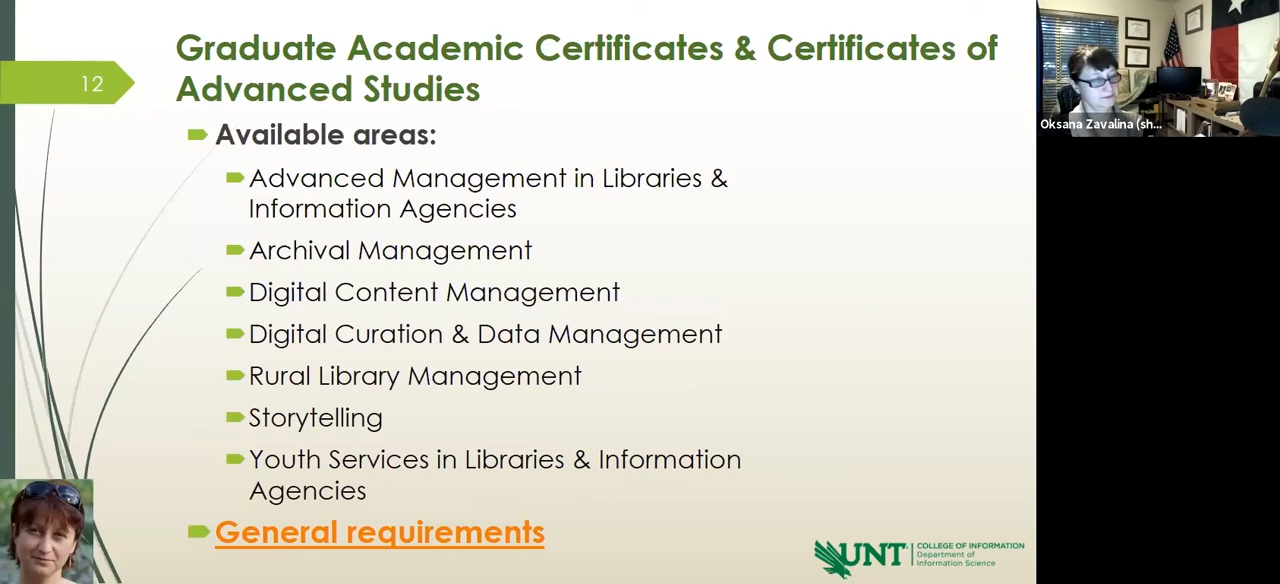 Graduate Academic Certificates & Certificates of
Advanced Studies
12
Available areas:
Advanced Management in Libraries &
Information Agencies
Archival Management
Digital Content Management
Digital Curation & Data Management
Rural Library Management
Storytelling
Youth Services in Libraries & Information
Agencies
General requirements
UNT
COLLEGE OF INFORMATION
Department of
Information Science
Oksana Zavalina (sh...